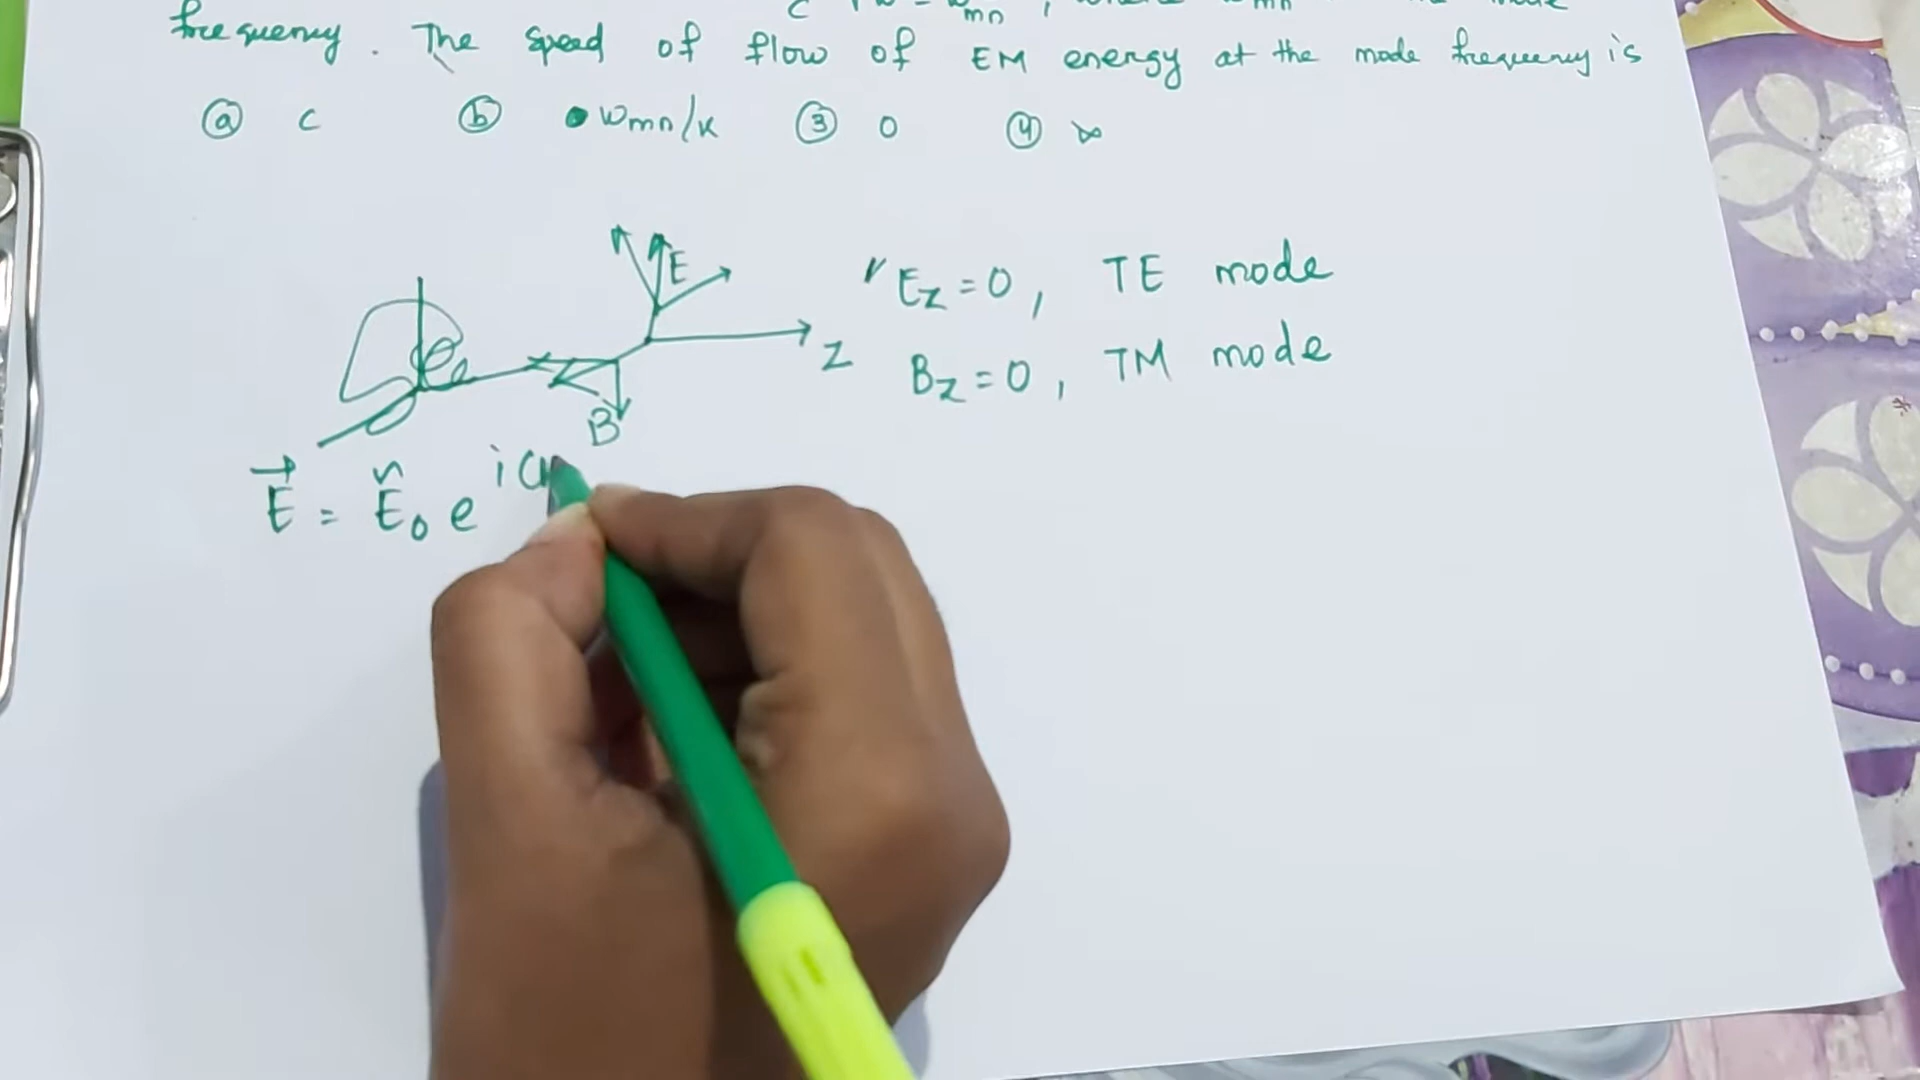 frequency. The speed of flow of EM energy at the mode frequency is
ⓐ c ⓑ ωmn/k ③ 0 ④ ∞
E
Ez = 0, TE mode
Z
Bz = 0, TM mode
B
E⃗ = Ẽ₀ e^i(